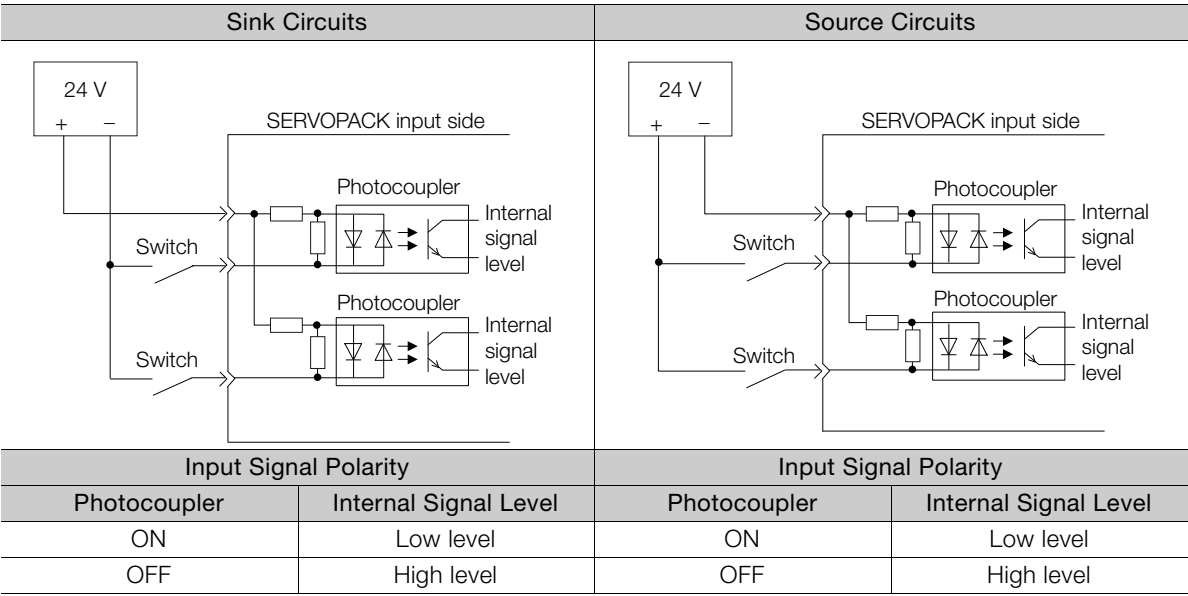 Sink Circuits
Source Circuits
24 V
+ −
SERVOPACK input side
Photocoupler
Internal
signal
level
Switch
Photocoupler
Internal
signal
level
Switch
24 V
+ −
SERVOPACK input side
Photocoupler
Internal
signal
level
Switch
Photocoupler
Internal
signal
level
Switch
Input Signal Polarity
Input Signal Polarity
Photocoupler Internal Signal Level Photocoupler Internal Signal Level
ON Low level ON Low level
OFF High level OFF High level